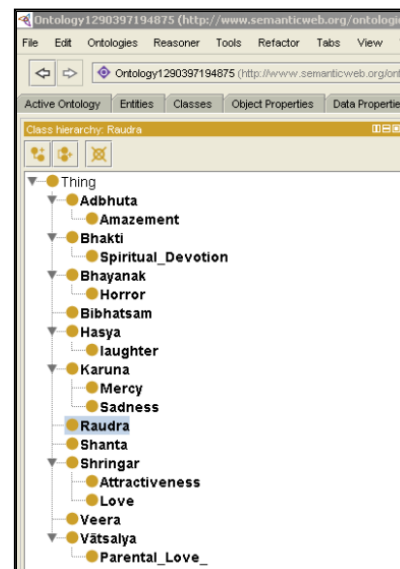 Ontology1290397194875 (http://www.semanticweb.org/ontologie
File Edit Ontologies Reasoner Tools Refactor Tabs View
Ontology1290397194875 (http://www.semanticweb.org/ont
Active Ontology Entities Classes Object Properties Data Propertie
Class hierarchy: Raudra
Thing
Adbhuta
Amazement
Bhakti
Spiritual_Devotion
Bhayanak
Horror
Bibhatsam
Hasya
laughter
Karuna
Mercy
Sadness
Raudra
Shanta
Shringar
Attractiveness
Love
Veera
Vātsalya
Parental_Love_